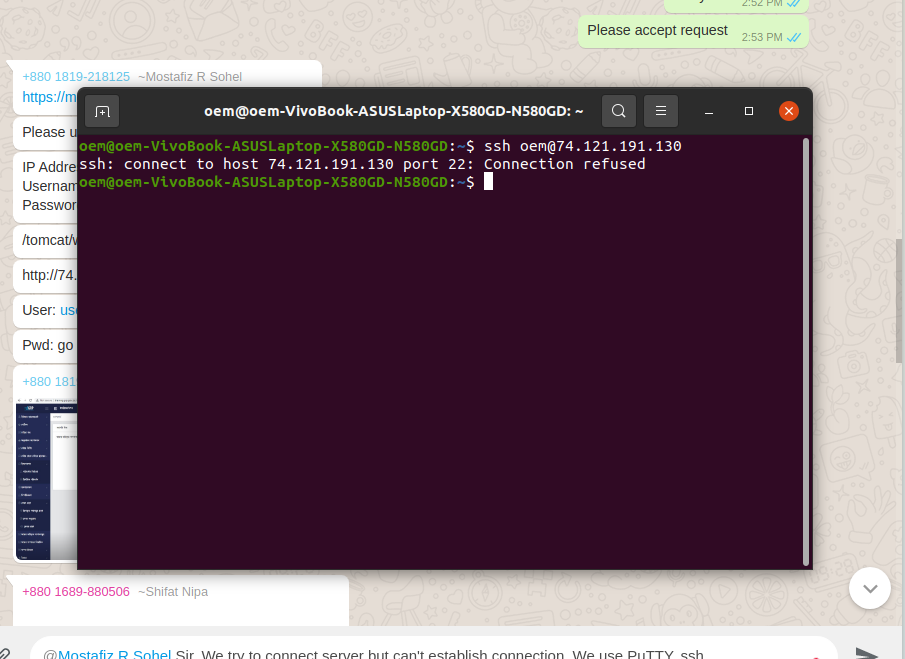 2:52 PM
Please accept request
2:53 PM
+880 1819-218125 ~Mostafiz R Sohel
https://m
Please u
oem@oem-VivoBook-ASUSLaptop-X580GD-N580GD: ~
oem@oem-VivoBook-ASUSLaptop-X580GD-N580GD:~$ ssh oem@74.121.191.130
ssh: connect to host 74.121.191.130 port 22: Connection refused
oem@oem-VivoBook-ASUSLaptop-X580GD-N580GD:~$
IP Addre
Usernam
Passwor
/tomcat/w
http://74.
User: use
Pwd: go
+880 181
+880 1689-880506 ~Shifat Nipa
@Mostafiz R Sohel Sir, We try to connect server but can't establish connection. We use PuTTY, ssh